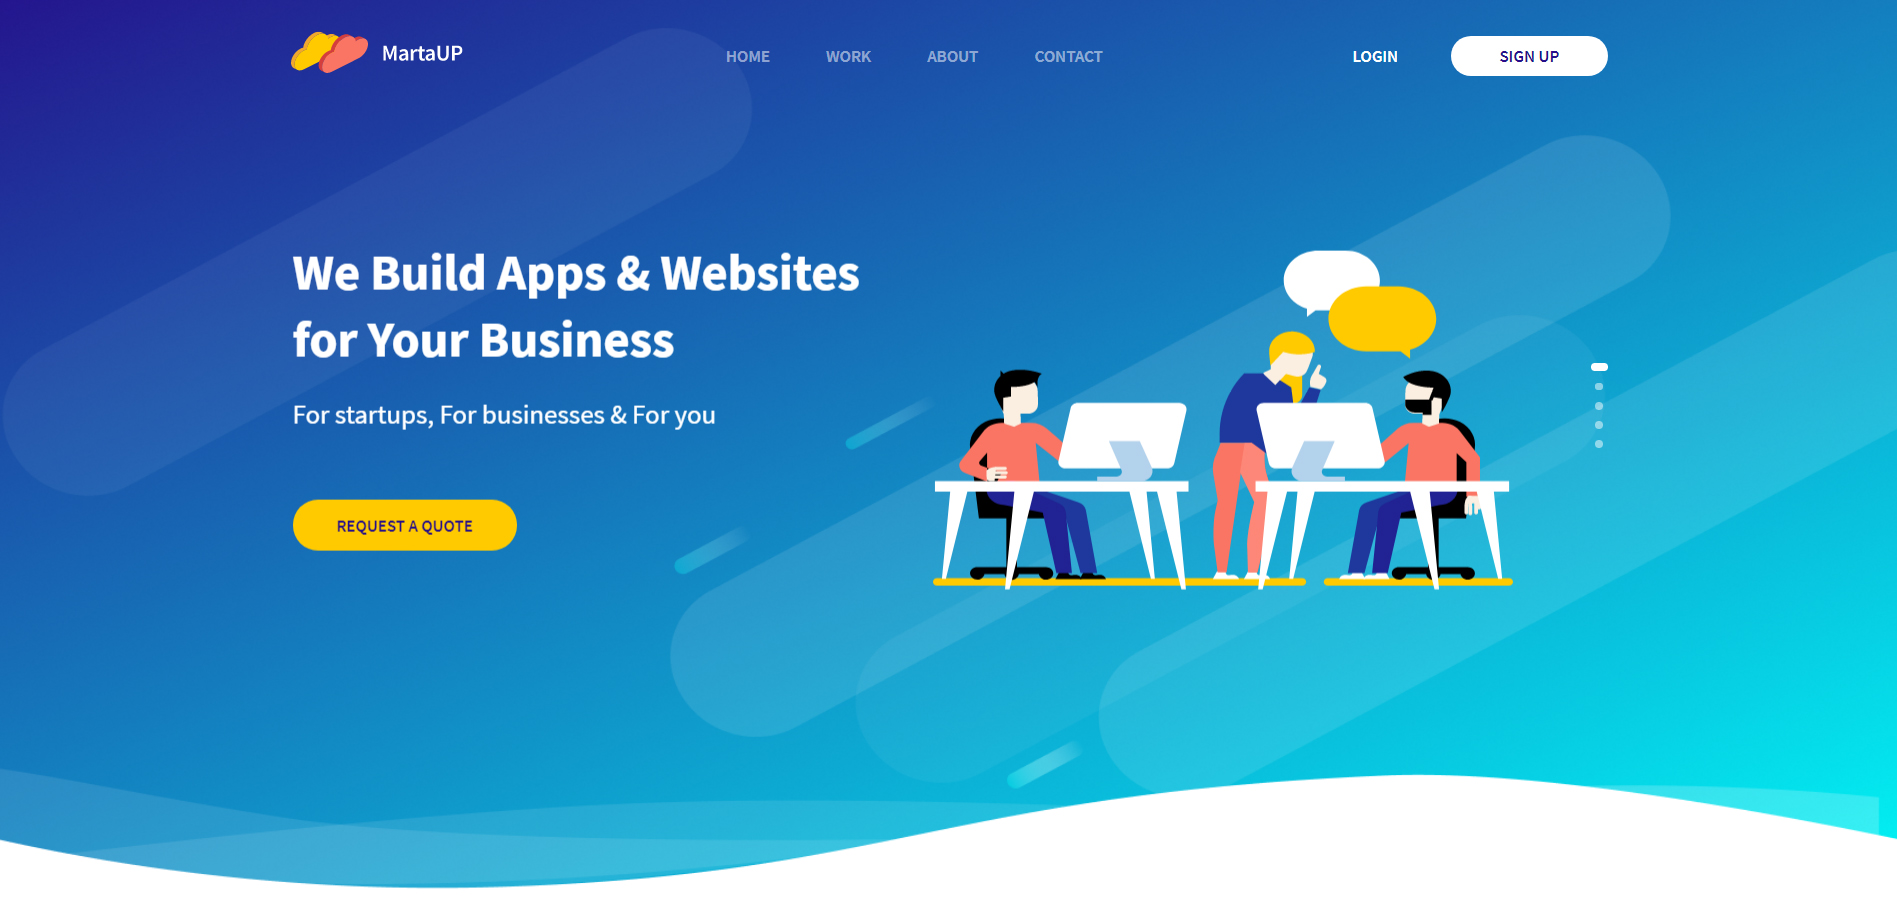 MartaUP
HOME WORK ABOUT CONTACT
LOGIN
SIGN UP
We Build Apps & Websites
for Your Business
For startups, For businesses & For you
REQUEST A QUOTE